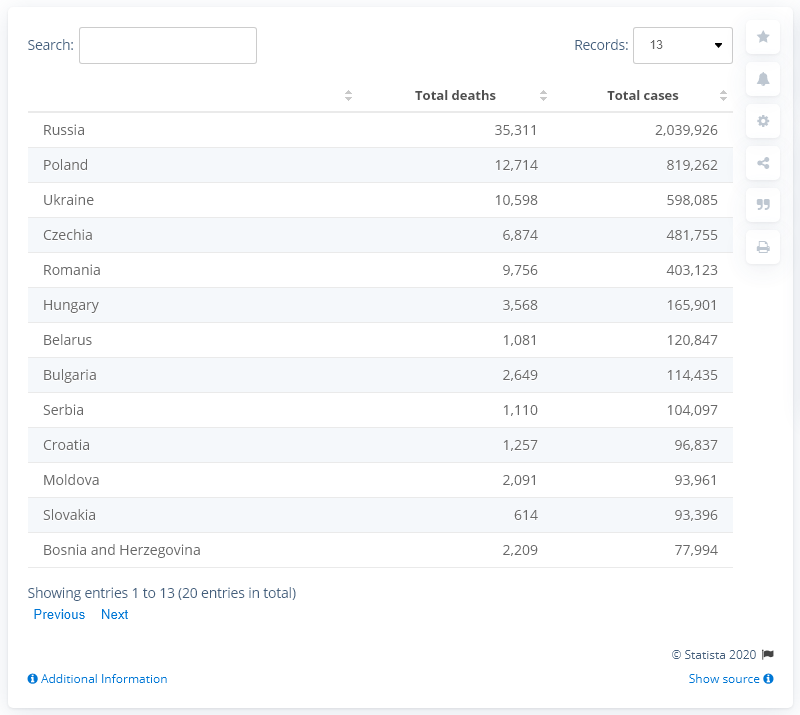 Search:
Records: 13
Total deaths Total cases
Russia 35,311 2,039,926
Poland 12,714 819,262
Ukraine 10,598 598,085
Czechia 6,874 481,755
Romania 9,756 403,123
Hungary 3,568 165,901
Belarus 1,081 120,847
Bulgaria 2,649 114,435
Serbia 1,110 104,097
Croatia 1,257 96,837
Moldova 2,091 93,961
Slovakia 614 93,396
Bosnia and Herzegovina 2,209 77,994
Showing entries 1 to 13 (20 entries in total)
Previous Next
© Statista 2020
Additional Information
Show source